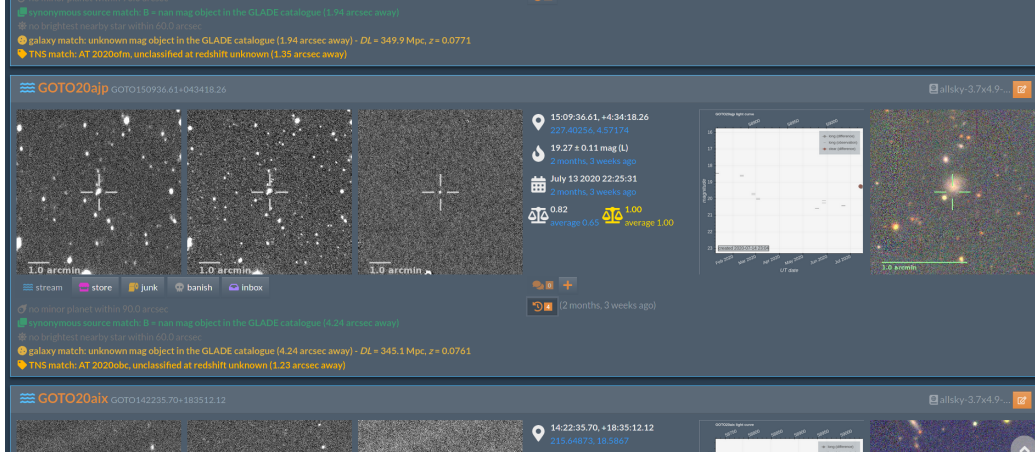 no brightest nearby star within 60.0 arcsec
synonymous source match: B = nan mag object in the GLADE catalogue (1.94 arcsec away)
galaxy match: unknown mag object in the GLADE catalogue (1.94 arcsec away) - DL = 349.9 Mpc, z = 0.0771
TNS match: AT 2020ofm, unclassified at redshift unknown (1.35 arcsec away)
GOTO20ajp GOTO150936.61+043418.26
allsky-3.7x4.9-...
1.0 arcmin
1.0 arcmin
1.0 arcmin
15:09:36.61, +4:34:18.26
227.40256, 4.57174
19.27 ± 0.11 mag (L)
2 months, 3 weeks ago
July 13 2020 22:25:31
2 months, 3 weeks ago
0.82
average 0.65
1.00
average 1.00
magnitude
UT date
1.0 arcmin
stream
store
junk
banish
inbox
0
4
(2 months, 3 weeks ago)
no minor planet within 90.0 arcsec
synonymous source match: B = nan mag object in the GLADE catalogue (4.24 arcsec away)
no brightest nearby star within 60.0 arcsec
galaxy match: unknown mag object in the GLADE catalogue (4.24 arcsec away) - DL = 345.1 Mpc, z = 0.0761
TNS match: AT 2020obc, unclassified at redshift unknown (1.23 arcsec away)
GOTO20aix GOTO142235.70+183512.12
allsky-3.7x4.9-...
14:22:35.70, +18:35:12.12
215.64873, 18.5867